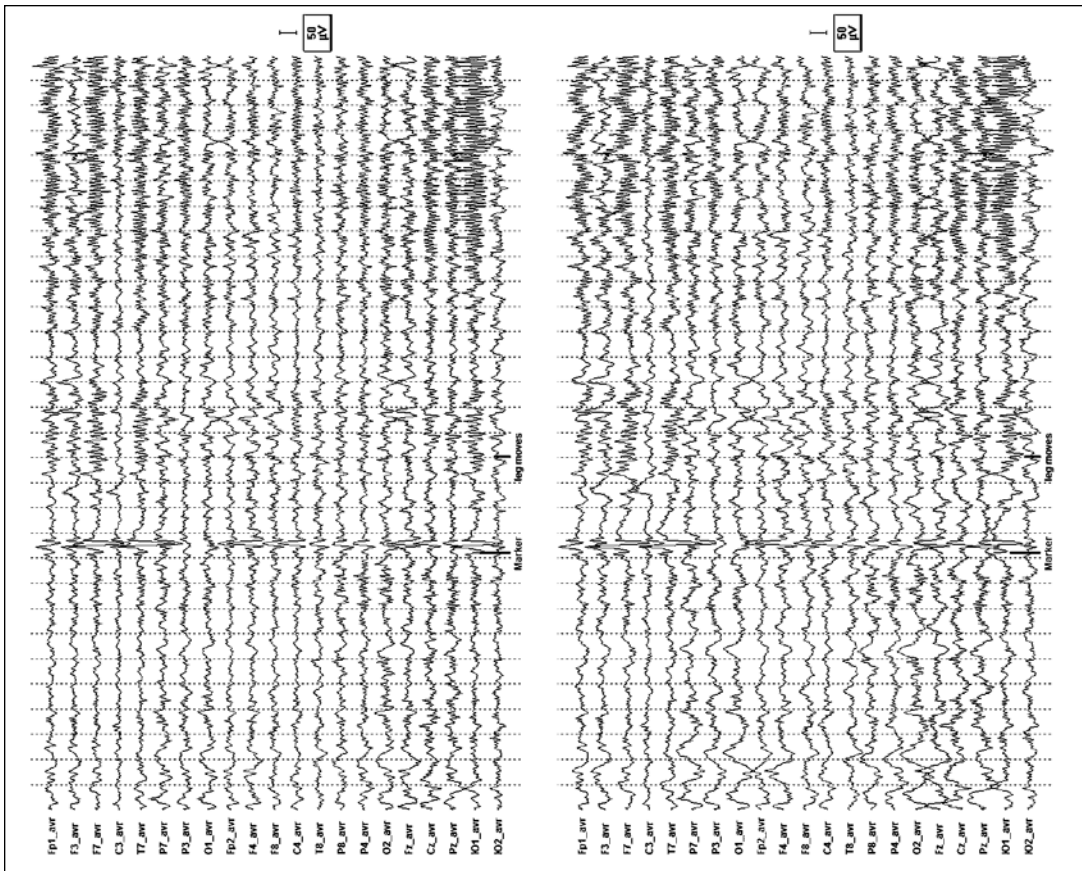 50
µV
Fp1_avr
F3_avr
F7_avr
C3_avr
T7_avr
P7_avr
P3_avr
O1_avr
Fp2_avr
F4_avr
F8_avr
C4_avr
T8_avr
P8_avr
P4_avr
O2_avr
Fz_avr
Cz_avr
Pz_avr
IO1_avr
IO2_avr
Marker
leg moves
50
µV
Fp1_avr
F3_avr
F7_avr
C3_avr
T7_avr
P7_avr
P3_avr
O1_avr
Fp2_avr
F4_avr
F8_avr
C4_avr
T8_avr
P8_avr
P4_avr
O2_avr
Fz_avr
Cz_avr
Pz_avr
IO1_avr
IO2_avr
Marker
leg moves